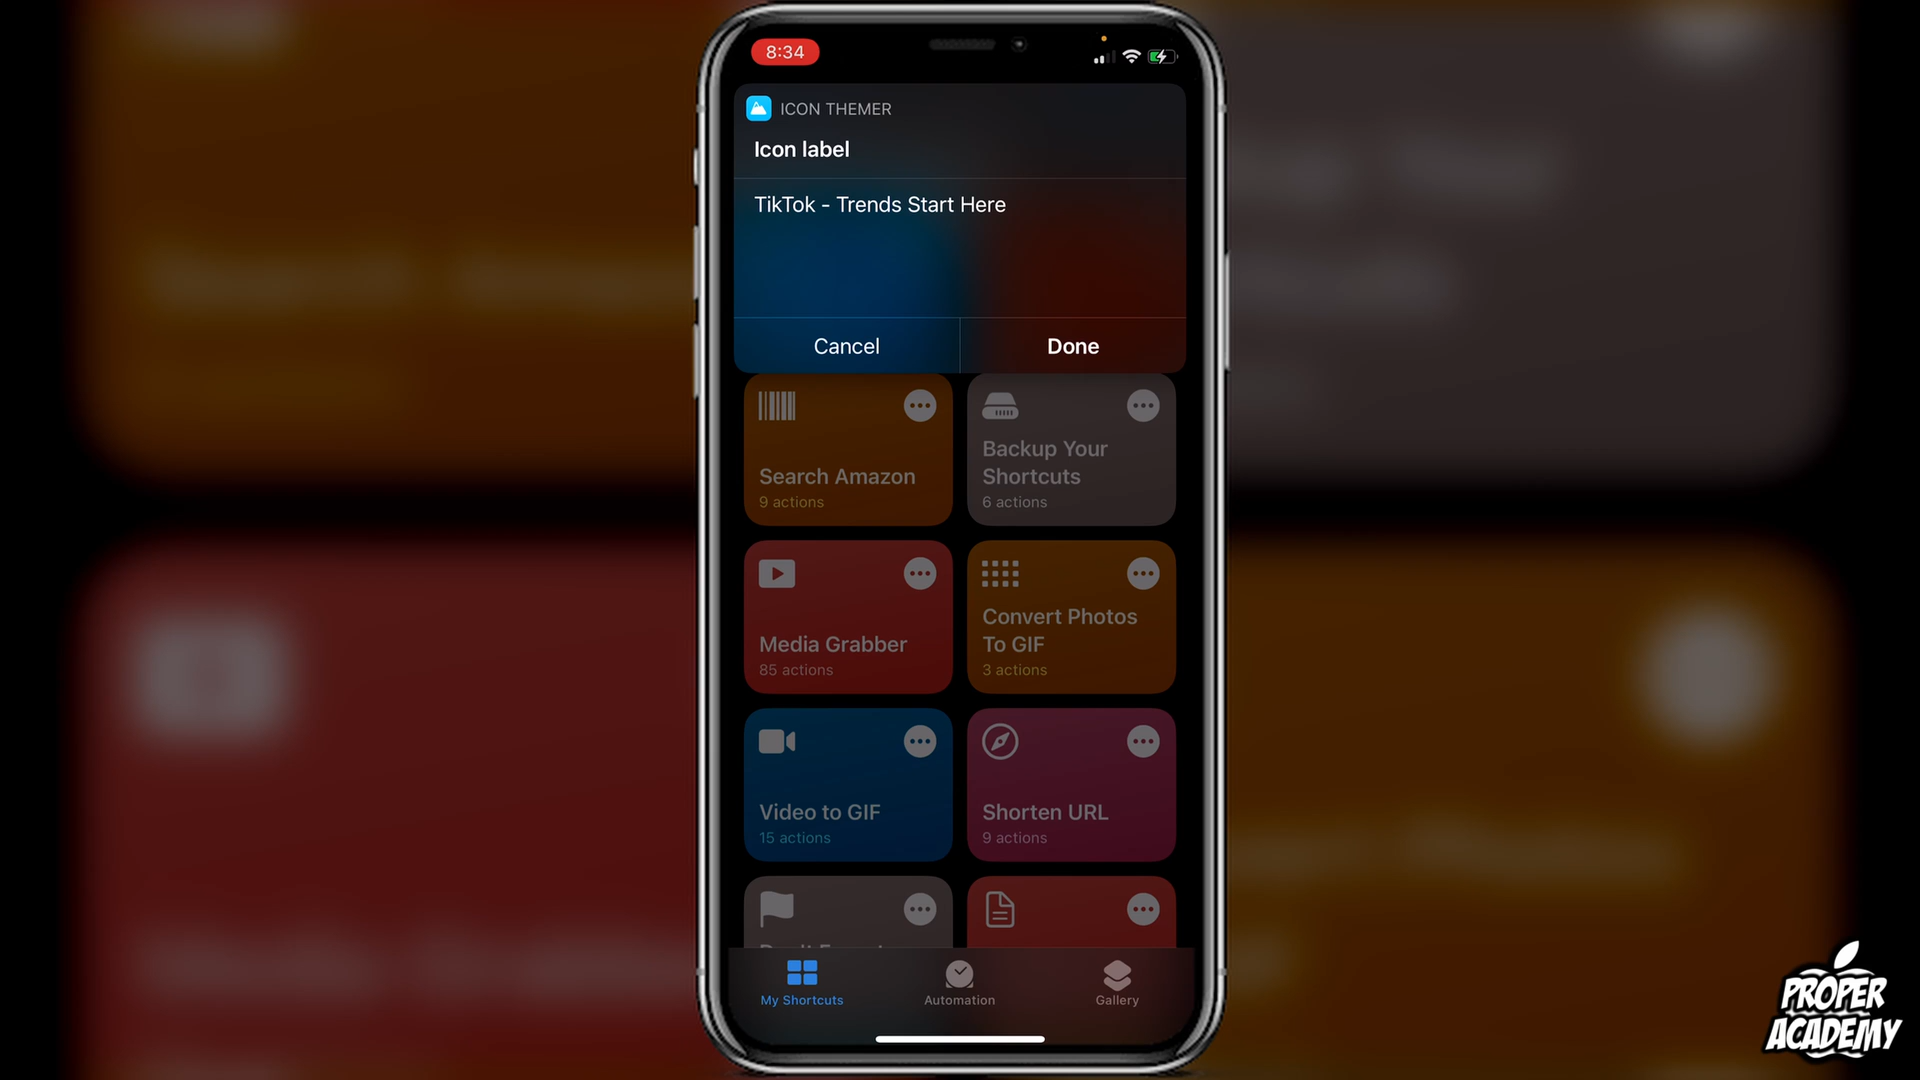 8:34
ICON THEMER
Icon label
TikTok - Trends Start Here
Cancel
Done
Search Amazon
9 actions
Backup Your
Shortcuts
6 actions
Media Grabber
85 actions
Convert Photos
To GIF
3 actions
Video to GIF
15 actions
Shorten URL
9 actions
My Shortcuts
Automation
Gallery
PROPER
ACADEMY